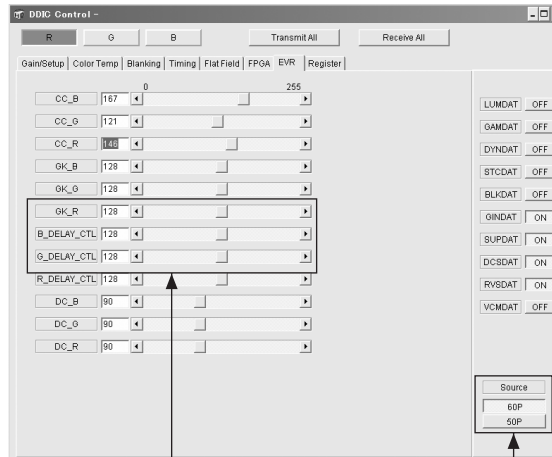 DDIC Control -
R G B Transmit All Receive All
Gain/Setup Color Temp Blanking Timing Flat Field FPGA EVR Register
0 255
CC_B 167
CC_G 121
CC_R 146
GK_B 128
GK_G 128
GK_R 128
B_DELAY_CTL 128
G_DELAY_CTL 128
R_DELAY_CTL 128
DC_B 90
DC_G 90
DC_R 90
LUMDAT OFF
GAMDAT OFF
DYNDAT OFF
STCDAT OFF
BLKDAT OFF
GINDAT ON
SUPDAT ON
DCSDAT ON
RVSDAT ON
VCMDAT OFF
Source
60P
50P